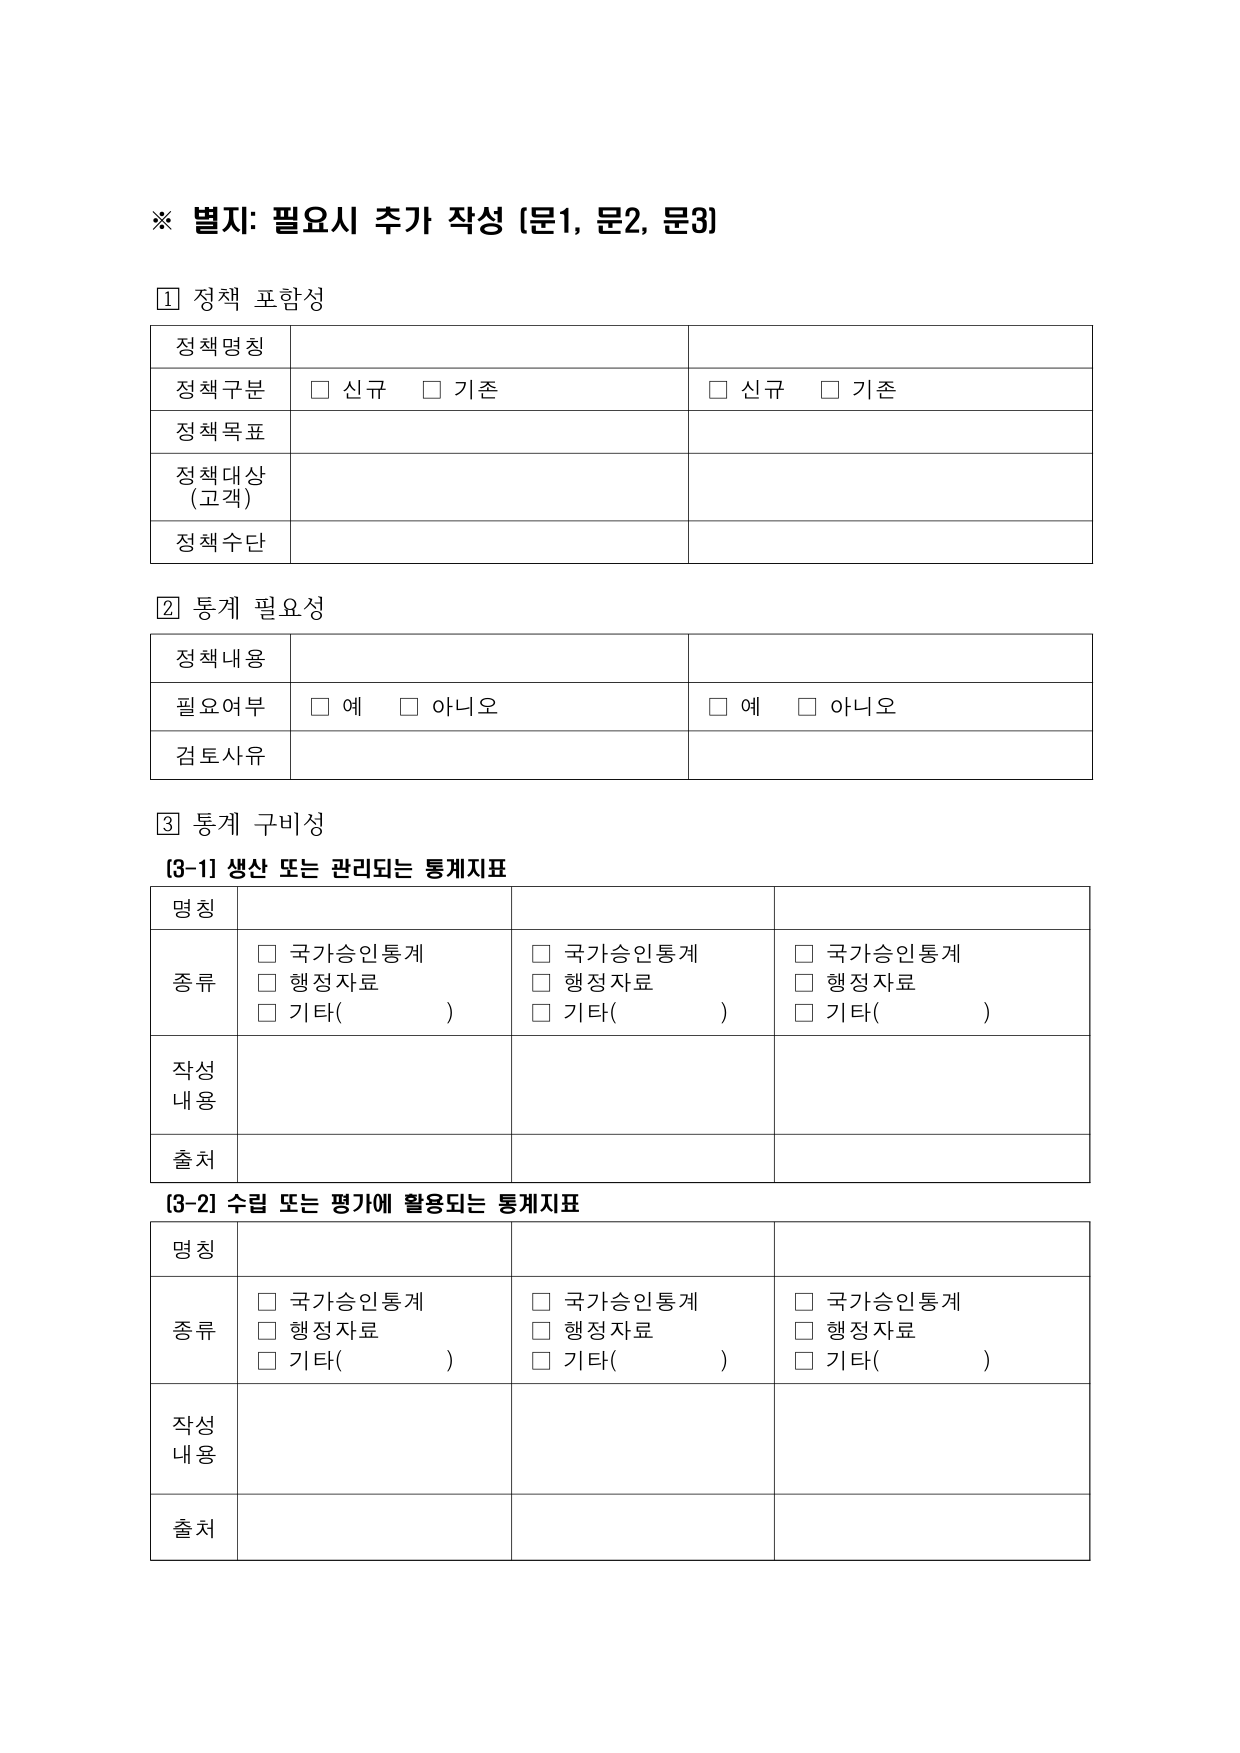 ※ 별지: 필요시 추가 작성 (문1, 문2, 문3)
1 정책 포함성
정책명칭
정책구분 □ 신규 □ 기존 □ 신규 □ 기존
정책목표
정책대상
(고객)
정책수단
2 통계 필요성
정책내용
필요여부 □ 예 □ 아니오 □ 예 □ 아니오
검토사유
3 통계 구비성
(3-1) 생산 또는 관리되는 통계지표
명칭
□ 국가승인통계 □ 국가승인통계 □ 국가승인통계
종류 □ 행정자료 □ 행정자료 □ 행정자료
□ 기타( ) □ 기타( ) □ 기타( )
작성
내용
출처
(3-2) 수립 또는 평가에 활용되는 통계지표
명칭
□ 국가승인통계 □ 국가승인통계 □ 국가승인통계
종류 □ 행정자료 □ 행정자료 □ 행정자료
□ 기타( ) □ 기타( ) □ 기타( )
작성
내용
출처